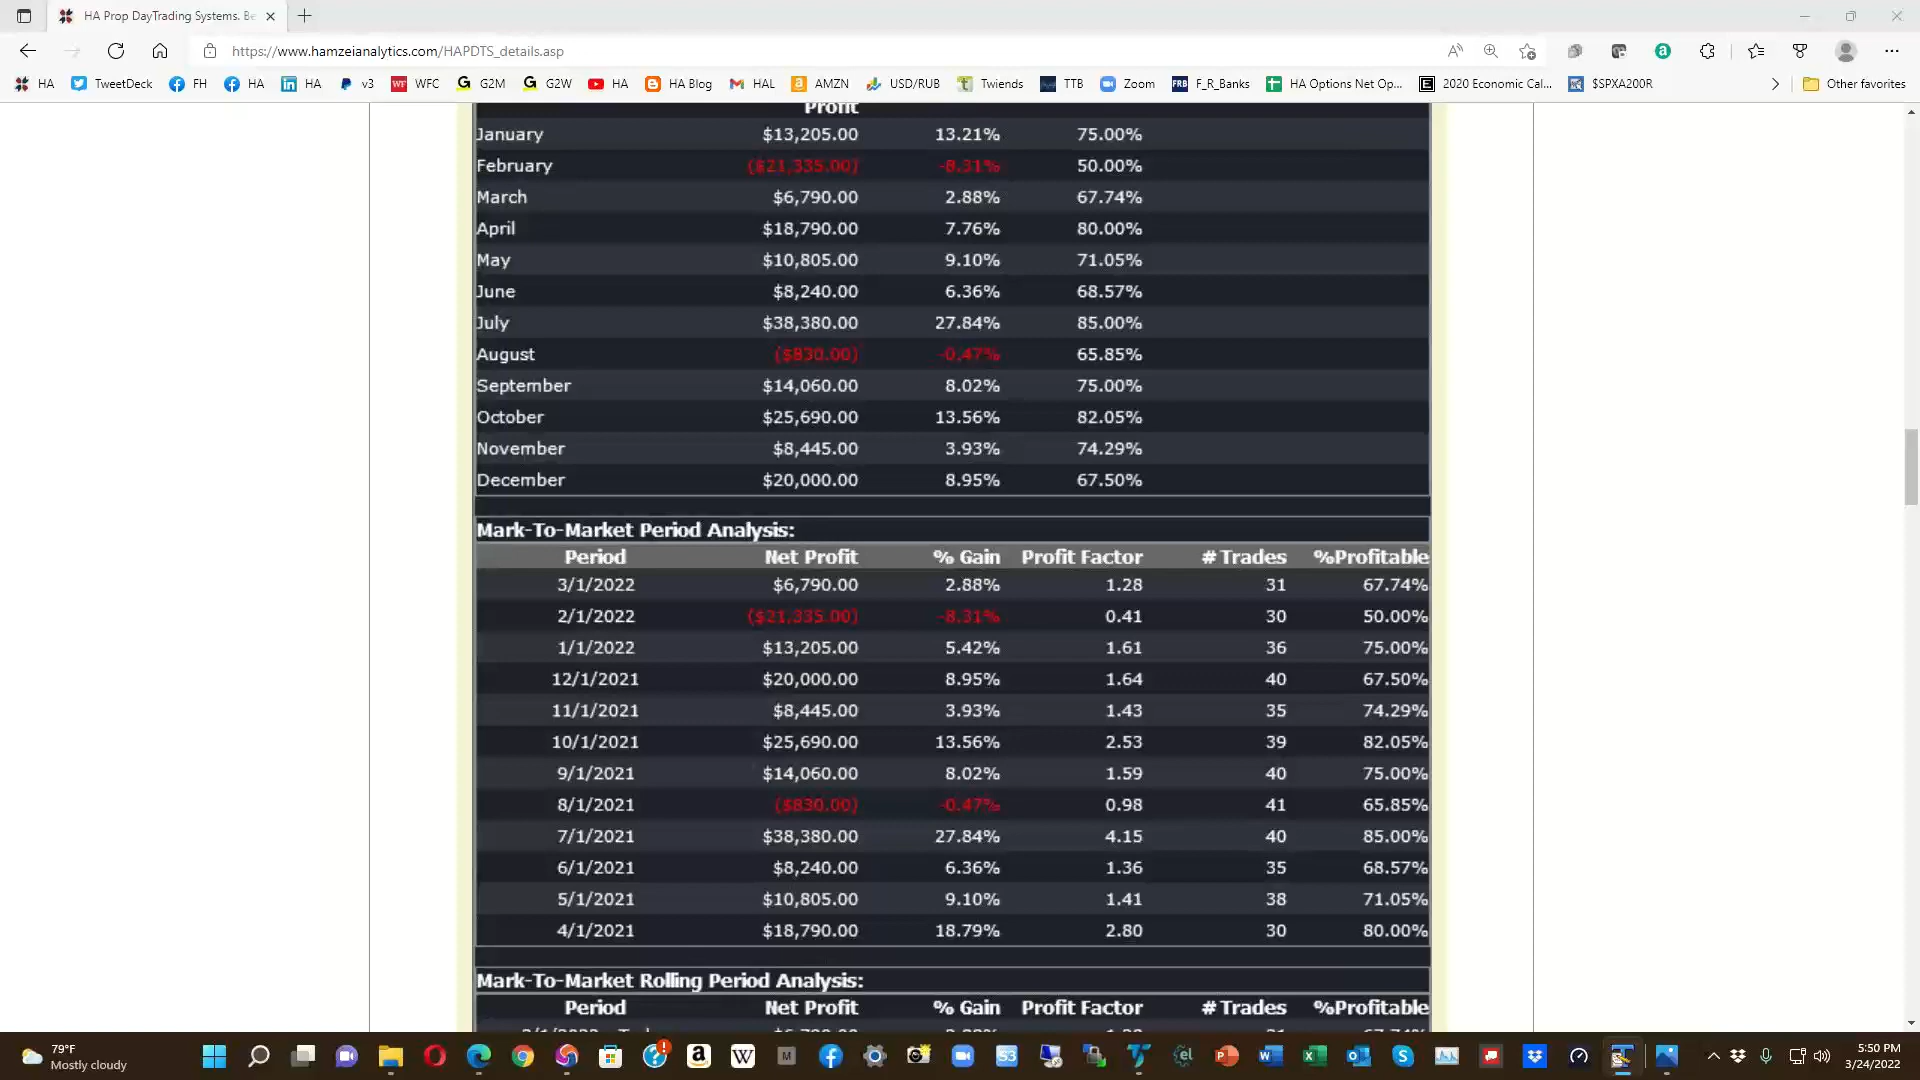 HA Prop DayTrading Systems. Be
https://www.hamzeianalytics.com/HAPDTS_details.asp
HA TweetDeck FH HA HA v3 WFC G2M G2W HA HA Blog HAL AMZN USD/RUB Twiends TTB Zoom F_R_Banks HA Options Net Op... 2020 Economic Cal... $SPXA200R Other favorites
Profit
January $13,205.00 13.21% 75.00%
February ($21,335.00) -8.31% 50.00%
March $6,790.00 2.88% 67.74%
April $18,790.00 7.76% 80.00%
May $10,805.00 9.10% 71.05%
June $8,240.00 6.36% 68.57%
July $38,380.00 27.84% 85.00%
August ($830.00) -0.47% 65.85%
September $14,060.00 8.02% 75.00%
October $25,690.00 13.56% 82.05%
November $8,445.00 3.93% 74.29%
December $20,000.00 8.95% 67.50%
Mark-To-Market Period Analysis:
Period Net Profit % Gain Profit Factor # Trades %Profitable
3/1/2022 $6,790.00 2.88% 1.28 31 67.74%
2/1/2022 ($21,335.00) -8.31% 0.41 30 50.00%
1/1/2022 $13,205.00 5.42% 1.61 36 75.00%
12/1/2021 $20,000.00 8.95% 1.64 40 67.50%
11/1/2021 $8,445.00 3.93% 1.43 35 74.29%
10/1/2021 $25,690.00 13.56% 2.53 39 82.05%
9/1/2021 $14,060.00 8.02% 1.59 40 75.00%
8/1/2021 ($830.00) -0.47% 0.98 41 65.85%
7/1/2021 $38,380.00 27.84% 4.15 40 85.00%
6/1/2021 $8,240.00 6.36% 1.36 35 68.57%
5/1/2021 $10,805.00 9.10% 1.41 38 71.05%
4/1/2021 $18,790.00 18.79% 2.80 30 80.00%
Mark-To-Market Rolling Period Analysis:
Period Net Profit % Gain Profit Factor # Trades %Profitable
79°F
Mostly cloudy
5:50 PM
3/24/2022